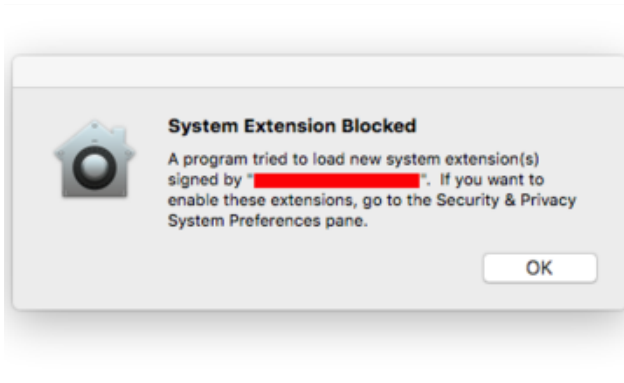 System Extension Blocked
A program tried to load new system extension(s)
signed by "". If you want to
enable these extensions, go to the Security & Privacy
System Preferences pane.
OK